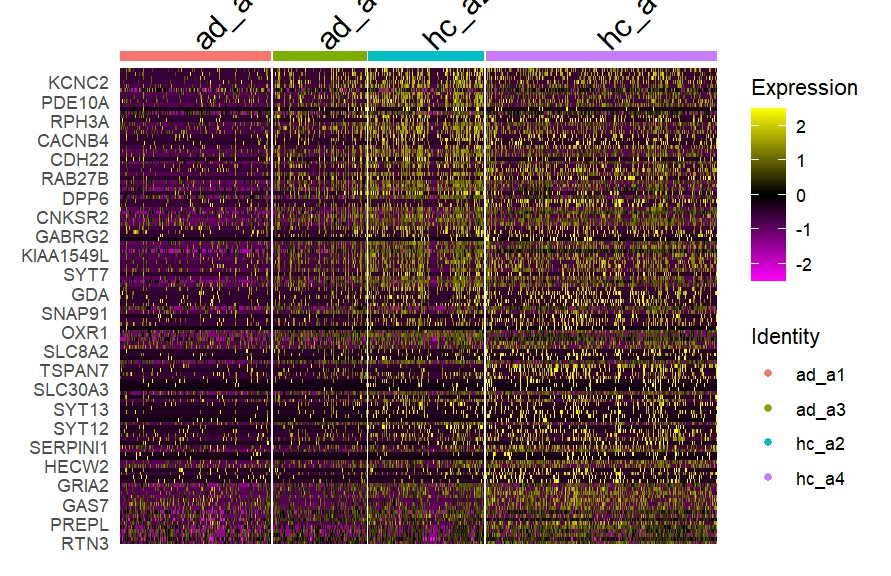 ad_a
ad_a
hc_a2
hc_a
KCNC2
PDE10A
RPH3A
CACNB4
CDH22
RAB27B
DPP6
CNKSR2
GABRG2
KIAA1549L
SYT7
GDA
SNAP91
OXR1
SLC8A2
TSPAN7
SLC30A3
SYT13
SYT12
SERPINI1
HECW2
GRIA2
GAS7
PREPL
RTN3
Expression
2
1
0
-1
-2
Identity
ad_a1
ad_a3
hc_a2
hc_a4